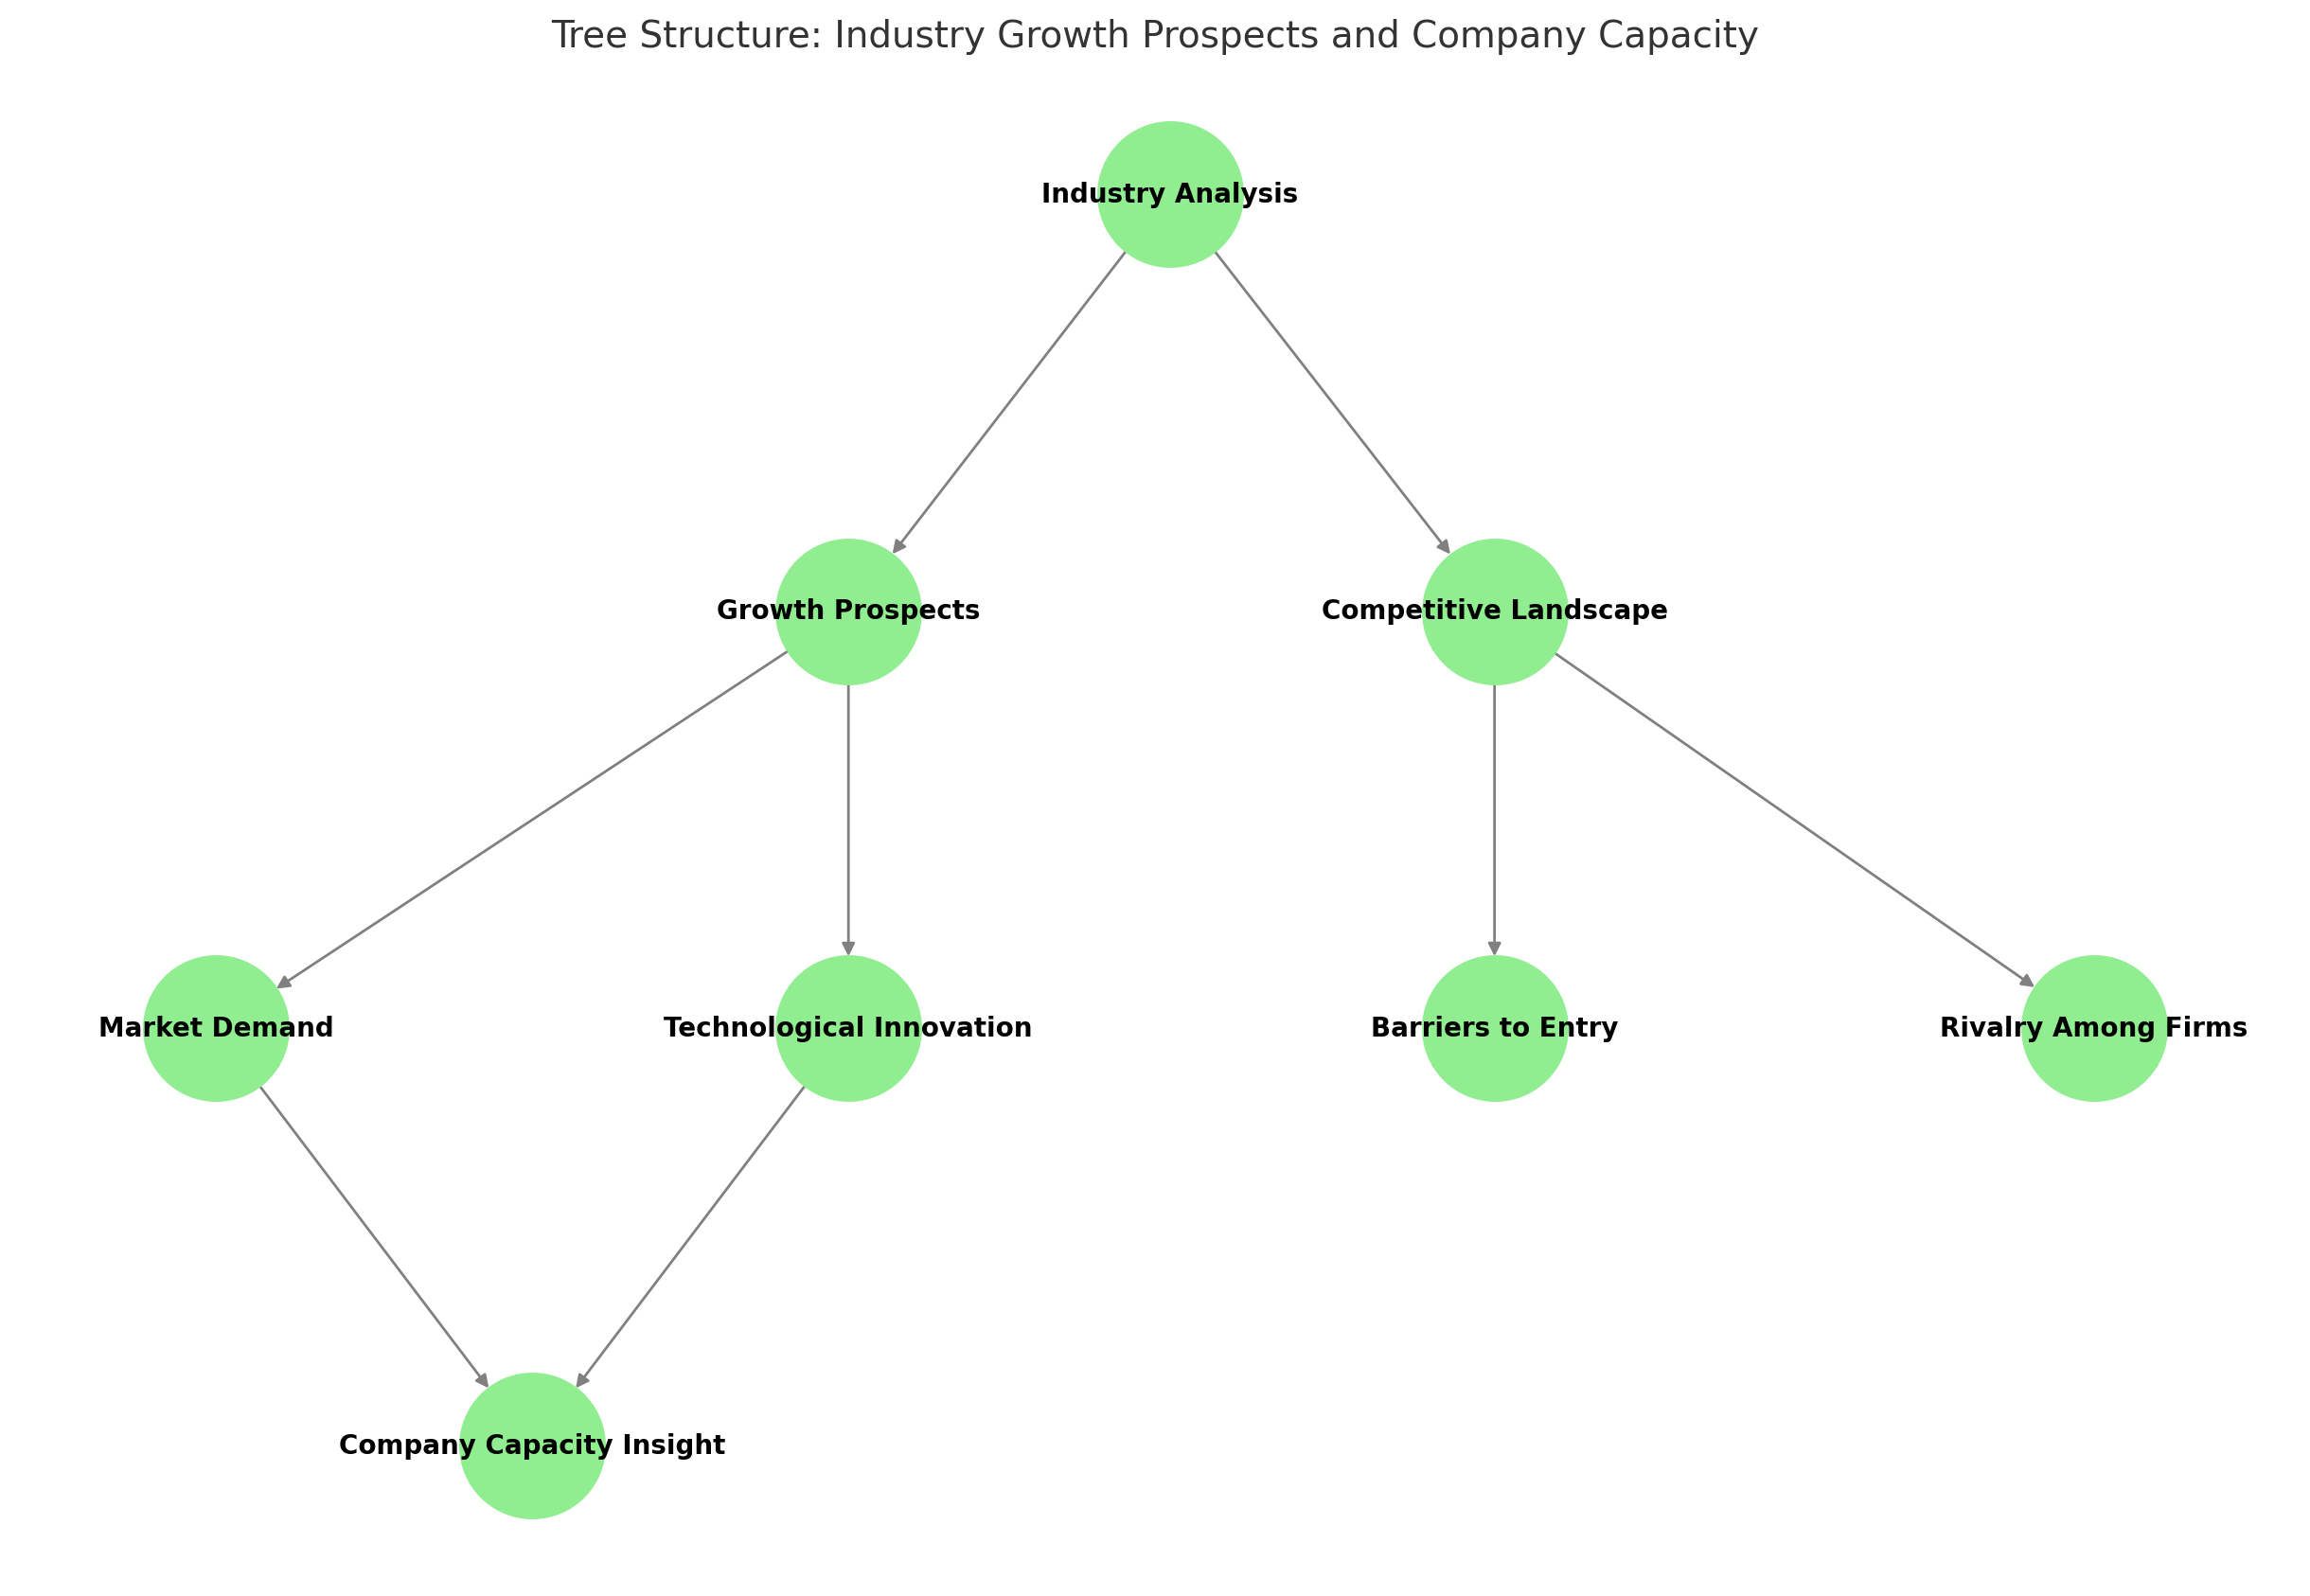 Tree Structure: Industry Growth Prospects and Company Capacity
Industry Analysis
Growth Prospects
Competitive Landscape
Market Demand
Technological Innovation
Barriers to Entry
Rivalry Among Firms
Company Capacity Insight